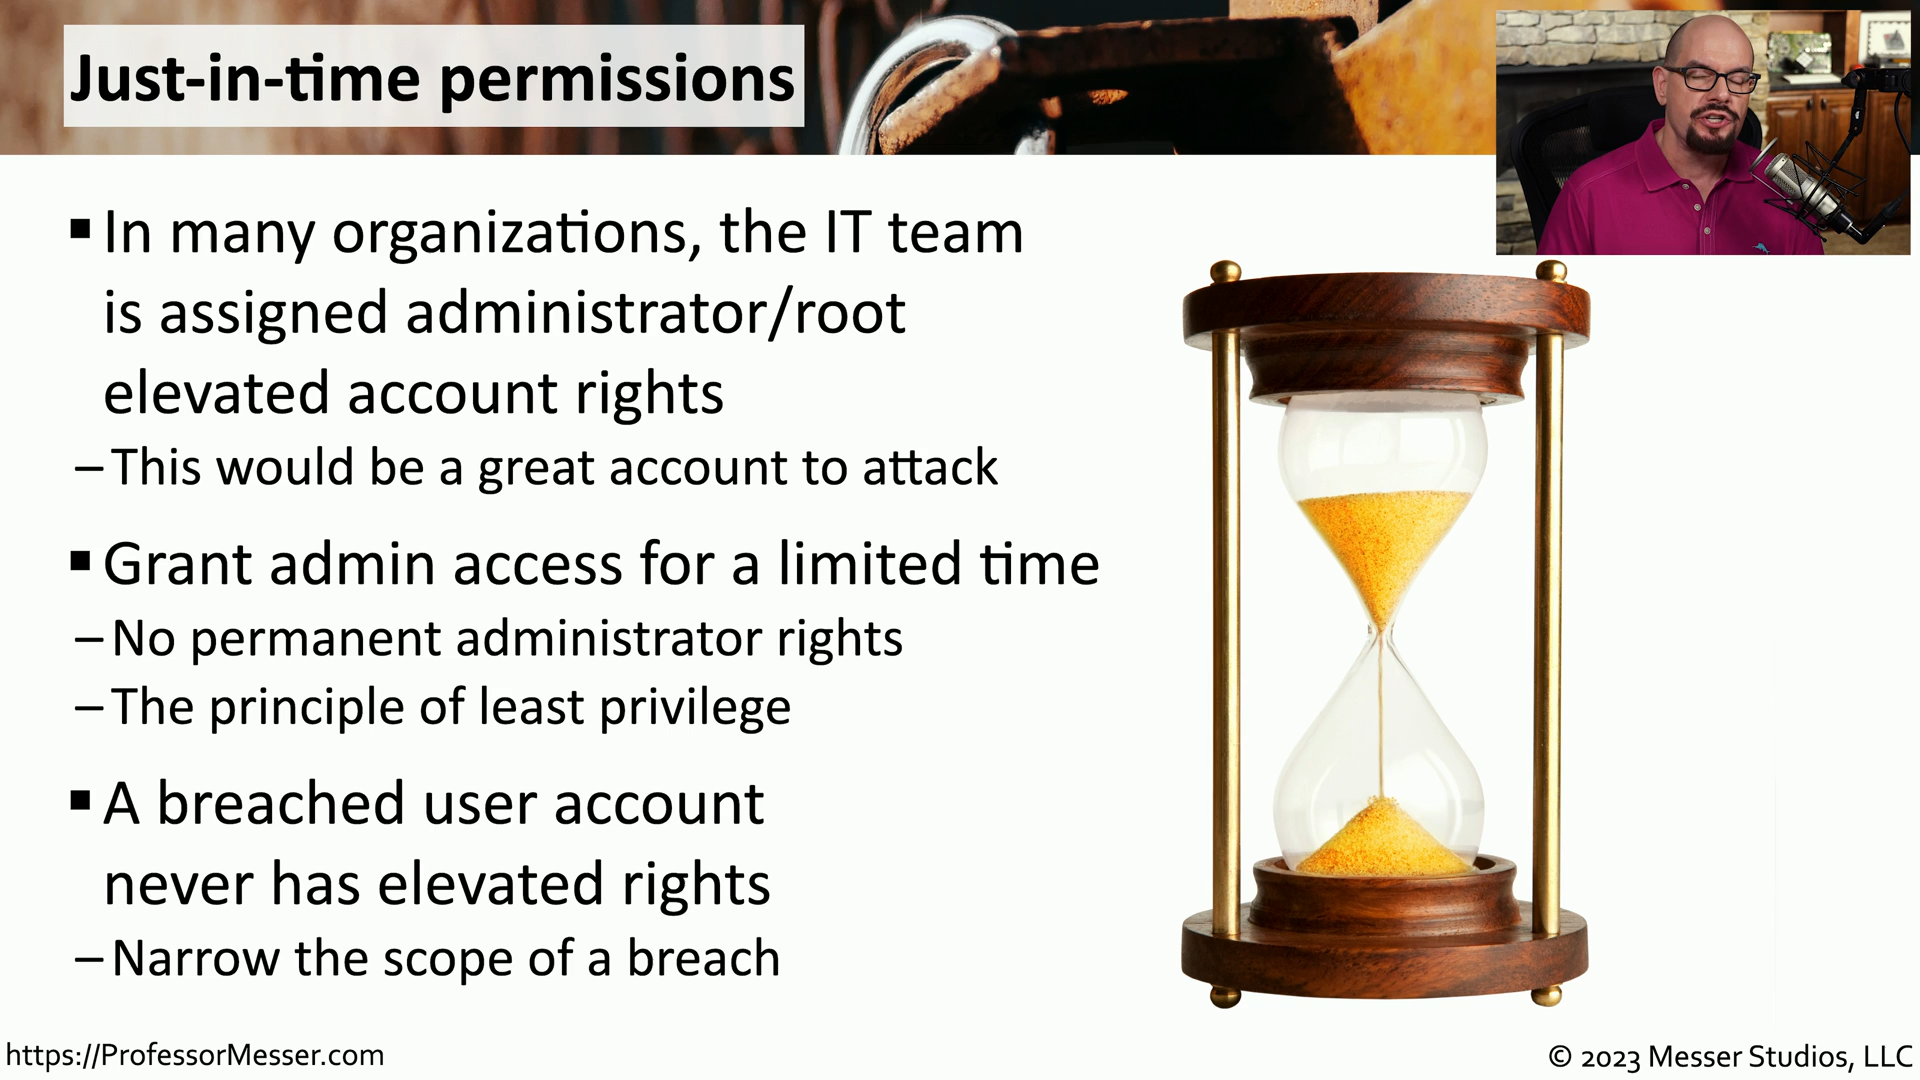 Just-in-time permissions
▪ In many organizations, the IT team
is assigned administrator/root
elevated account rights
– This would be a great account to attack
▪ Grant admin access for a limited time
– No permanent administrator rights
– The principle of least privilege
▪ A breached user account
never has elevated rights
– Narrow the scope of a breach
https://ProfessorMesser.com
© 2023 Messer Studios, LLC